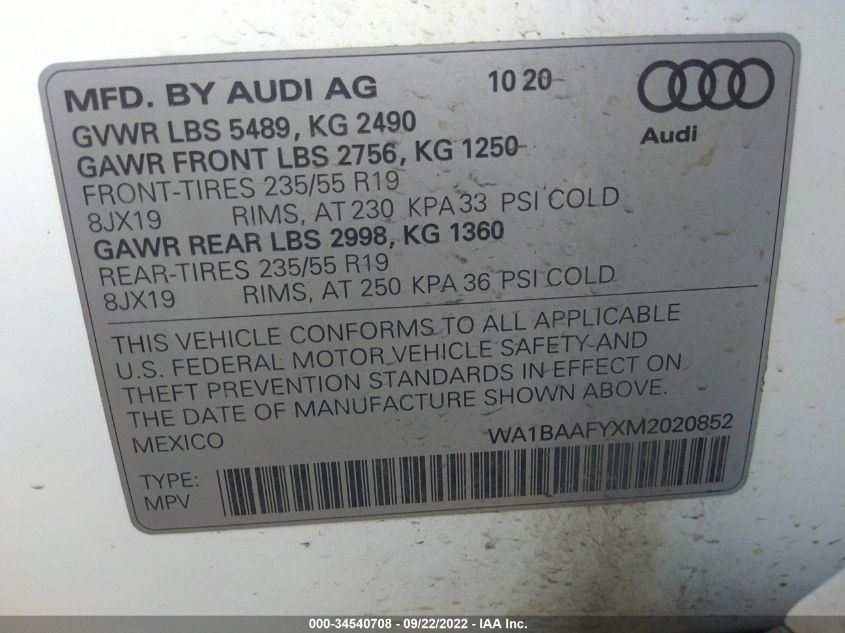 MFD. BY AUDI AG 10 20
GVWR LBS 5489, KG 2490
GAWR FRONT LBS 2756, KG 1250
FRONT-TIRES 235/55 R19
8JX19 RIMS, AT 230 KPA 33 PSI COLD
GAWR REAR LBS 2998, KG 1360
REAR-TIRES 235/55 R19
8JX19 RIMS, AT 250 KPA 36 PSI COLD
Audi
THIS VEHICLE CONFORMS TO ALL APPLICABLE
U.S. FEDERAL MOTOR VEHICLE SAFETY AND
THEFT PREVENTION STANDARDS IN EFFECT ON
THE DATE OF MANUFACTURE SHOWN ABOVE.
MEXICO WA1BAAFYXM2020852
TYPE:
MPV
000-34540708 - 09/22/2022 - IAA Inc.